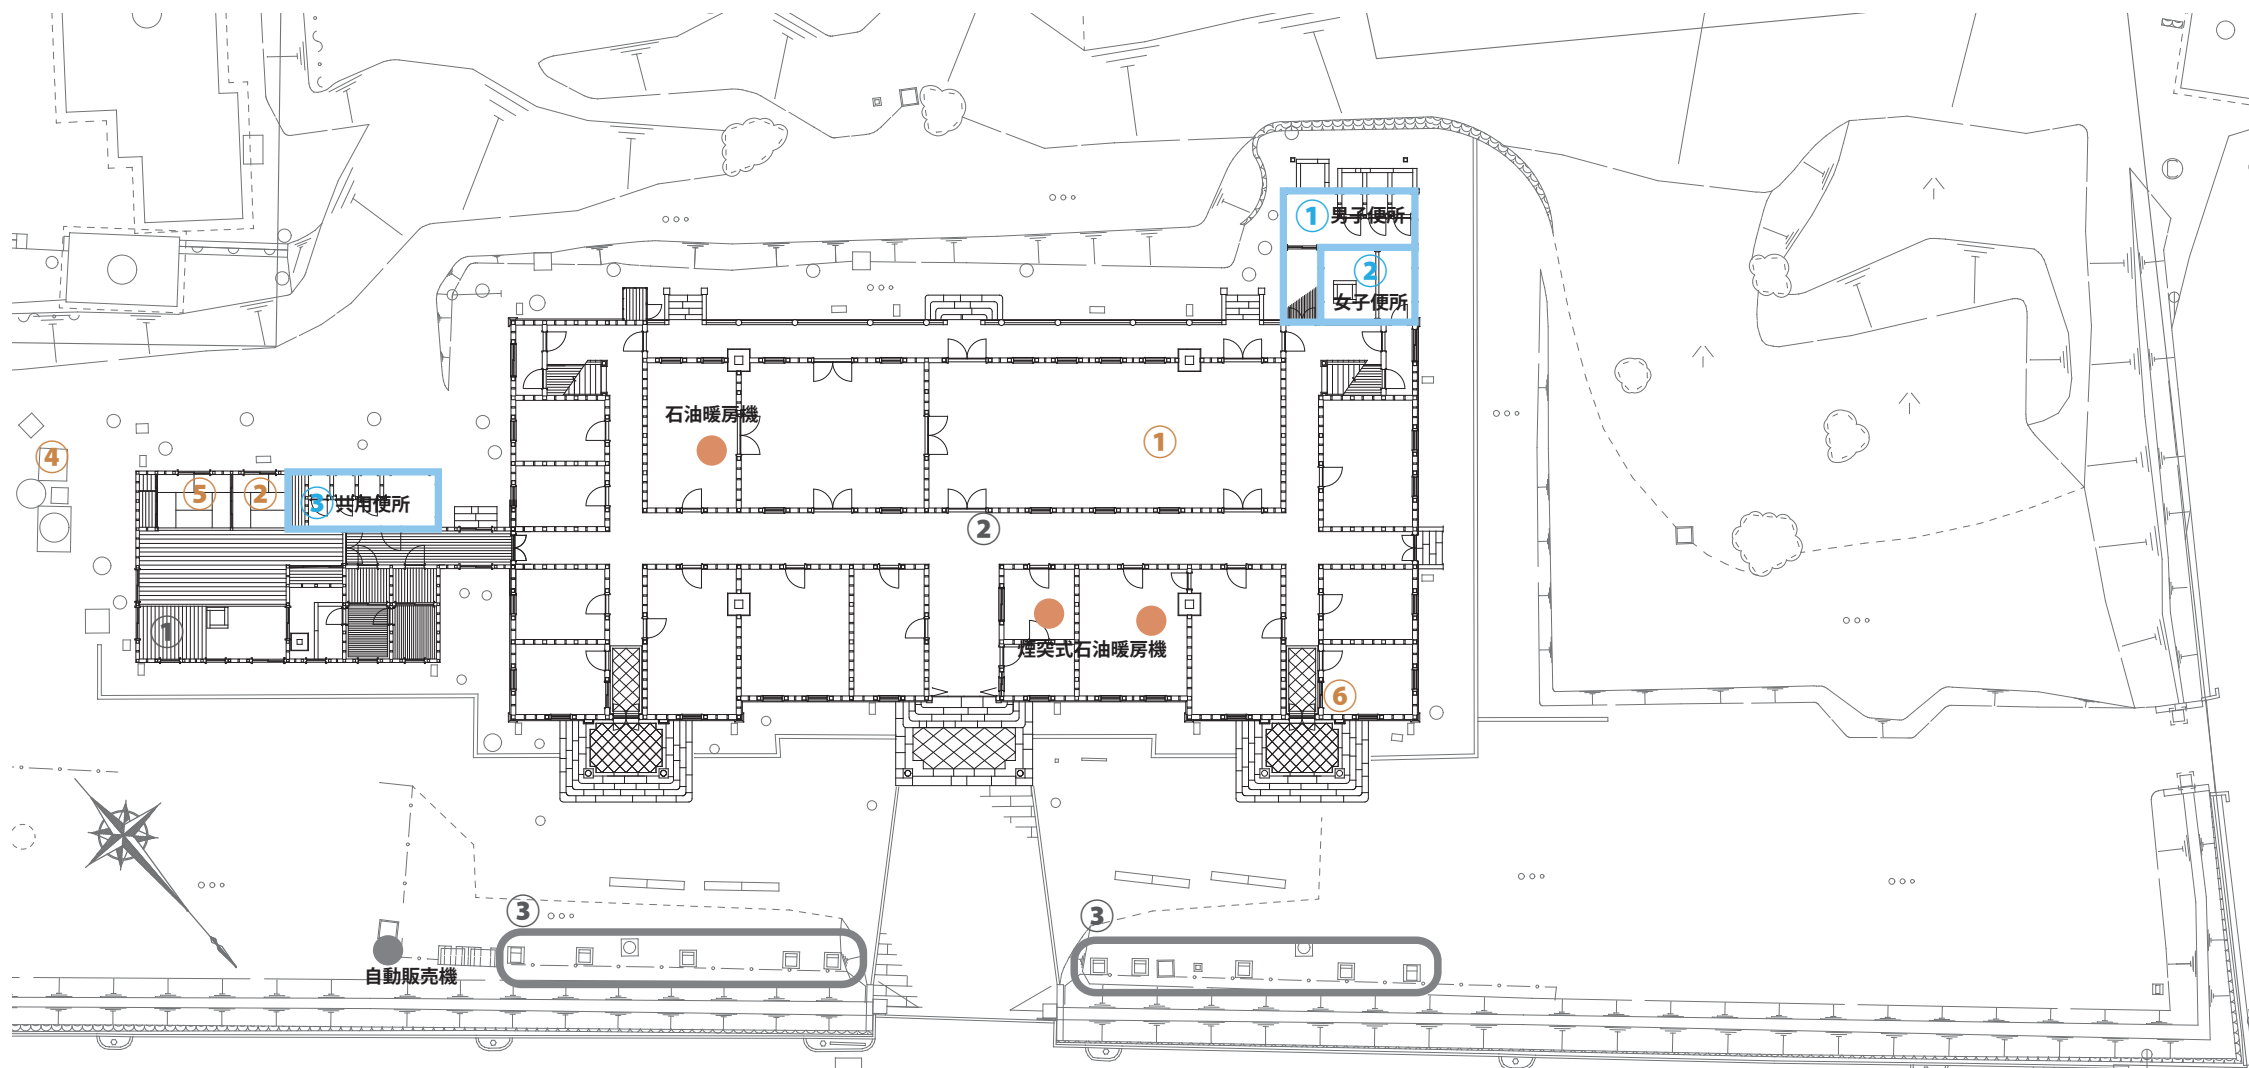 ① 男子便所
②
女子便所
石油暖房機
①
④
⑤ ② ③ 共用便所
②
①
煙突式石油暖房機
⑥
③ ③
自動販売機